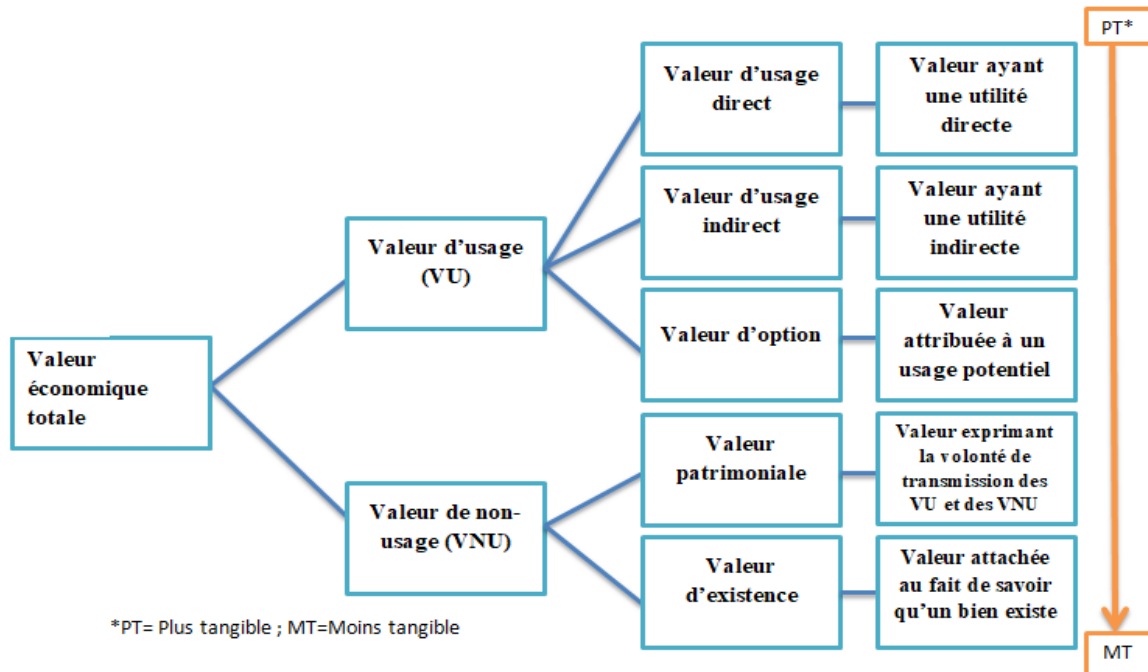 PT*
Valeur d’usage
direct
Valeur ayant
une utilité
directe
Valeur d’usage
indirect
Valeur ayant
une utilité
indirecte
Valeur d’usage
(VU)
Valeur d’option
Valeur
attribuée à un
usage potentiel
Valeur
économique
totale
Valeur
patrimoniale
Valeur exprimant
la volonté de
transmission des
VU et des VNU
Valeur de non-
usage (VNU)
Valeur
d’existence
Valeur attachée
au fait de savoir
qu’un bien existe
*PT= Plus tangible ; MT=Moins tangible
MT